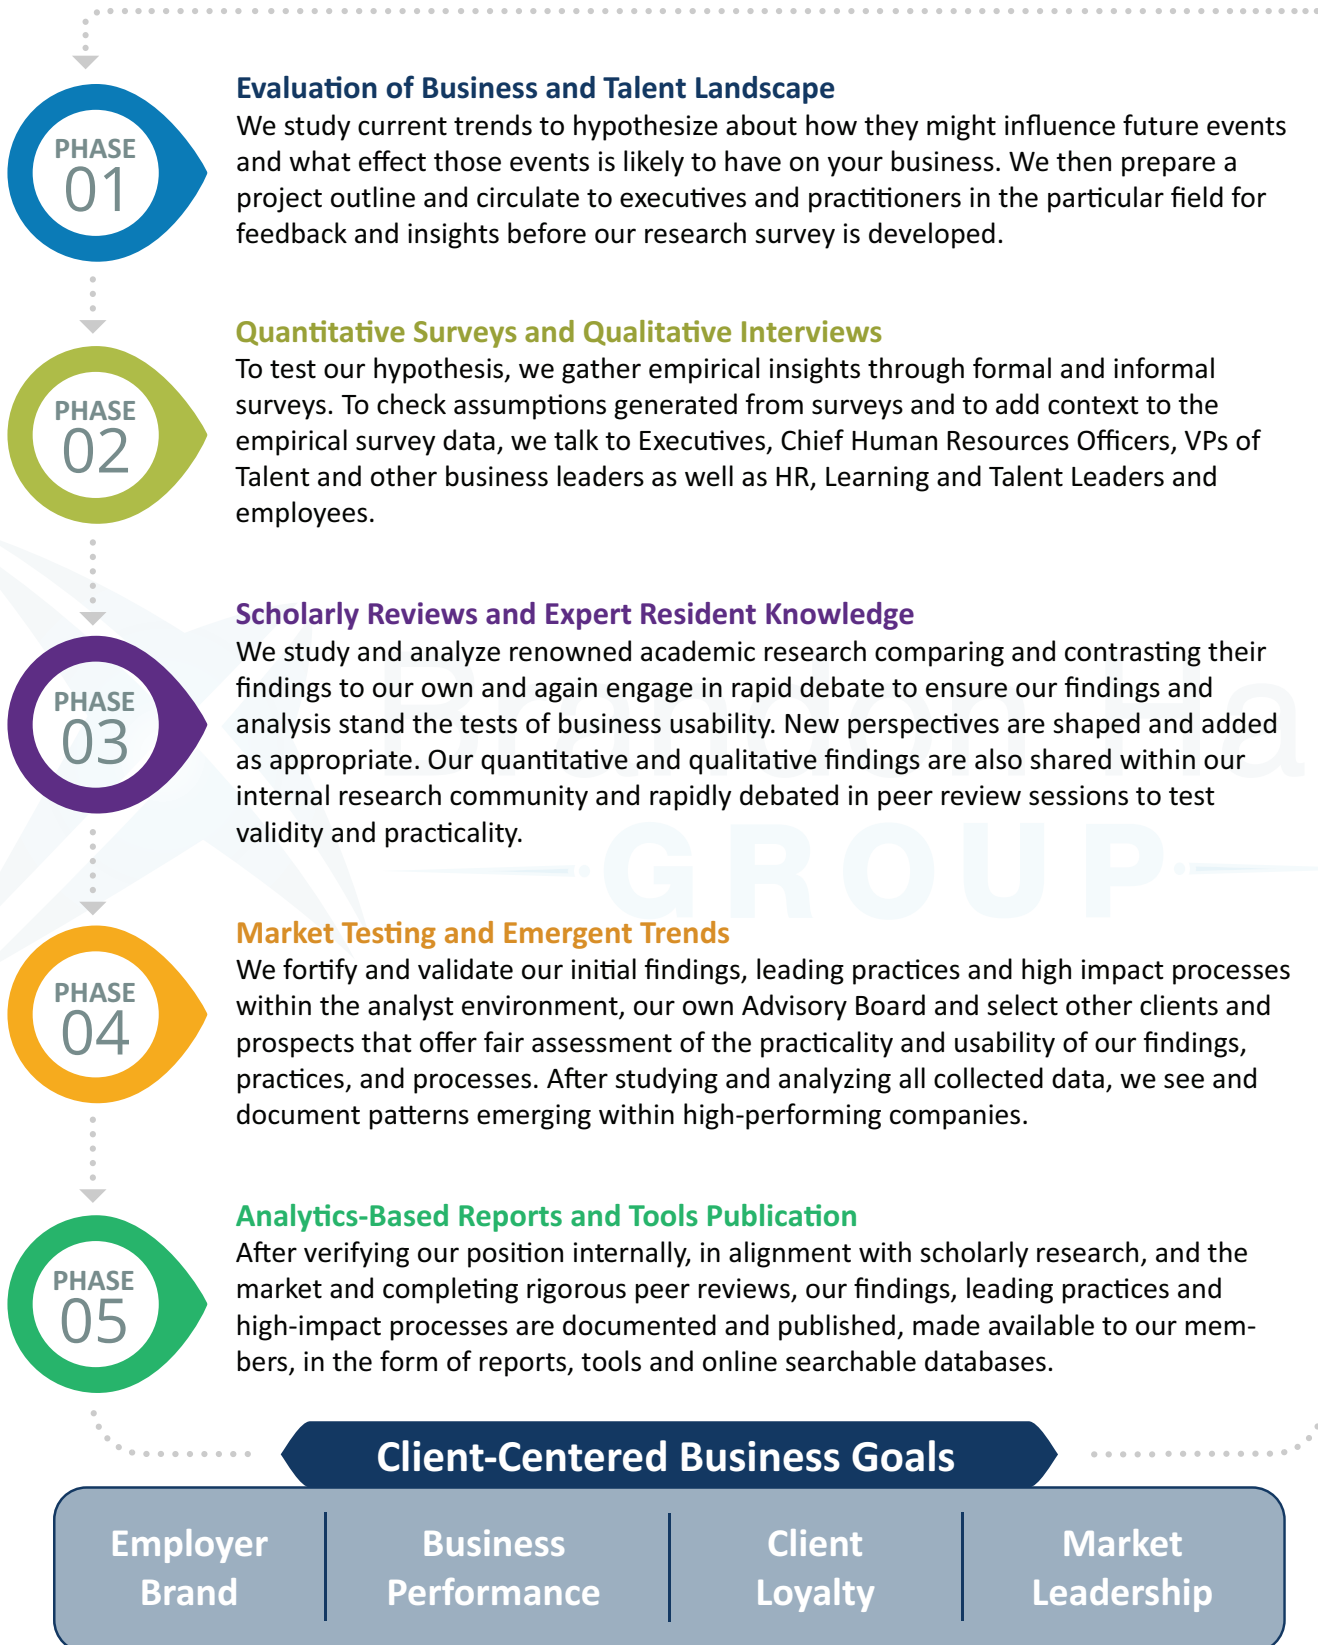 PHASE
01
Evaluation of Business and Talent Landscape
We study current trends to hypothesize about how they might influence future events
and what effect those events is likely to have on your business. We then prepare a
project outline and circulate to executives and practitioners in the particular field for
feedback and insights before our research survey is developed.
PHASE
02
Quantitative Surveys and Qualitative Interviews
To test our hypothesis, we gather empirical insights through formal and informal
surveys. To check assumptions generated from surveys and to add context to the
empirical survey data, we talk to Executives, Chief Human Resources Officers, VPs of
Talent and other business leaders as well as HR, Learning and Talent Leaders and
employees.
PHASE
03
Scholarly Reviews and Expert Resident Knowledge
We study and analyze renowned academic research comparing and contrasting their
findings to our own and again engage in rapid debate to ensure our findings and
analysis stand the tests of business usability. New perspectives are shaped and added
as appropriate. Our quantitative and qualitative findings are also shared within our
internal research community and rapidly debated in peer review sessions to test
validity and practicality.
Brandon Ha
GROUP
PHASE
04
Market Testing and Emergent Trends
We fortify and validate our initial findings, leading practices and high impact processes
within the analyst environment, our own Advisory Board and select other clients and
prospects that offer fair assessment of the practicality and usability of our findings,
practices, and processes. After studying and analyzing all collected data, we see and
document patterns emerging within high-performing companies.
PHASE
05
Analytics-Based Reports and Tools Publication
After verifying our position internally, in alignment with scholarly research, and the
market and completing rigorous peer reviews, our findings, leading practices and
high-impact processes are documented and published, made available to our mem-
bers, in the form of reports, tools and online searchable databases.
Client-Centered Business Goals
Employer
Brand
Business
Performance
Client
Loyalty
Market
Leadership